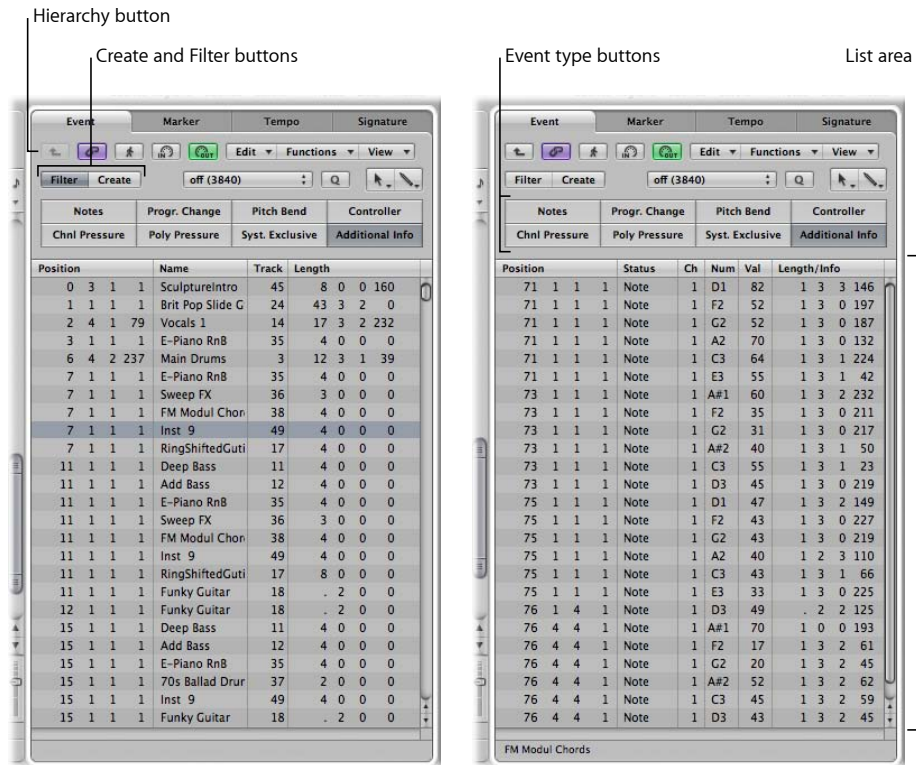 Hierarchy button
Create and Filter buttons
Event type buttons
List area
Event Marker Tempo Signature
IN OUT Edit Functions View
Filter Create off (3840) Q
Notes Progr. Change Pitch Bend Controller
Chnl Pressure Poly Pressure Syst. Exclusive Additional Info
Position Name Track Length
0 3 1 1 SculptureIntro 45 8 0 0 160
1 1 1 1 Brit Pop Slide G 24 43 3 2 0
2 4 1 79 Vocals 1 14 17 3 2 232
3 1 1 1 E-Piano RnB 35 4 0 0 0
6 4 2 237 Main Drums 3 12 3 1 39
7 1 1 1 E-Piano RnB 35 4 0 0 0
7 1 1 1 Sweep FX 36 3 0 0 0
7 1 1 1 FM Modul Chor 38 4 0 0 0
7 1 1 1 Inst 9 49 4 0 0 0
7 1 1 1 RingShiftedGuti 17 4 0 0 0
11 1 1 1 Deep Bass 11 4 0 0 0
11 1 1 1 Add Bass 12 4 0 0 0
11 1 1 1 E-Piano RnB 35 4 0 0 0
11 1 1 1 Sweep FX 36 3 0 0 0
11 1 1 1 FM Modul Chor 38 4 0 0 0
11 1 1 1 Inst 9 49 4 0 0 0
11 1 1 1 RingShiftedGuti 17 8 0 0 0
11 1 1 1 Funky Guitar 18 . 2 0 0
12 1 1 1 Funky Guitar 18 . 2 0 0
15 1 1 1 Deep Bass 11 4 0 0 0
15 1 1 1 Add Bass 12 4 0 0 0
15 1 1 1 E-Piano RnB 35 4 0 0 0
15 1 1 1 70s Ballad Drur 37 2 0 0 0
15 1 1 1 Inst 9 49 4 0 0 0
15 1 1 1 Funky Guitar 18 . 2 0 0
Event Marker Tempo Signature
IN OUT Edit Functions View
Filter Create off (3840) Q
Notes Progr. Change Pitch Bend Controller
Chnl Pressure Poly Pressure Syst. Exclusive Additional Info
Position Status Ch Num Val Length/Info
71 1 1 1 Note 1 D1 82 1 3 3 146
71 1 1 1 Note 1 F2 52 1 3 0 197
71 1 1 1 Note 1 G2 52 1 3 0 187
71 1 1 1 Note 1 A2 70 1 3 0 132
71 1 1 1 Note 1 C3 64 1 3 1 224
71 1 1 1 Note 1 E3 55 1 3 1 42
73 1 1 1 Note 1 A#1 60 1 3 2 232
73 1 1 1 Note 1 F2 35 1 3 0 211
73 1 1 1 Note 1 G2 31 1 3 0 217
73 1 1 1 Note 1 A#2 40 1 3 1 50
73 1 1 1 Note 1 C3 55 1 3 1 23
73 1 1 1 Note 1 D3 45 1 3 0 219
75 1 1 1 Note 1 D1 47 1 3 2 149
75 1 1 1 Note 1 F2 43 1 3 0 227
75 1 1 1 Note 1 G2 43 1 3 0 219
75 1 1 1 Note 1 A2 40 1 2 3 110
75 1 1 1 Note 1 C3 43 1 3 1 66
75 1 1 1 Note 1 E3 33 1 3 0 225
76 1 4 1 Note 1 D3 49 . 2 2 125
76 4 4 1 Note 1 A#1 70 1 0 0 193
76 4 4 1 Note 1 F2 17 1 3 2 61
76 4 4 1 Note 1 G2 20 1 3 2 45
76 4 4 1 Note 1 A#2 52 1 3 2 62
76 4 4 1 Note 1 C3 45 1 3 2 59
76 4 4 1 Note 1 D3 43 1 3 2 45
FM Modul Chords